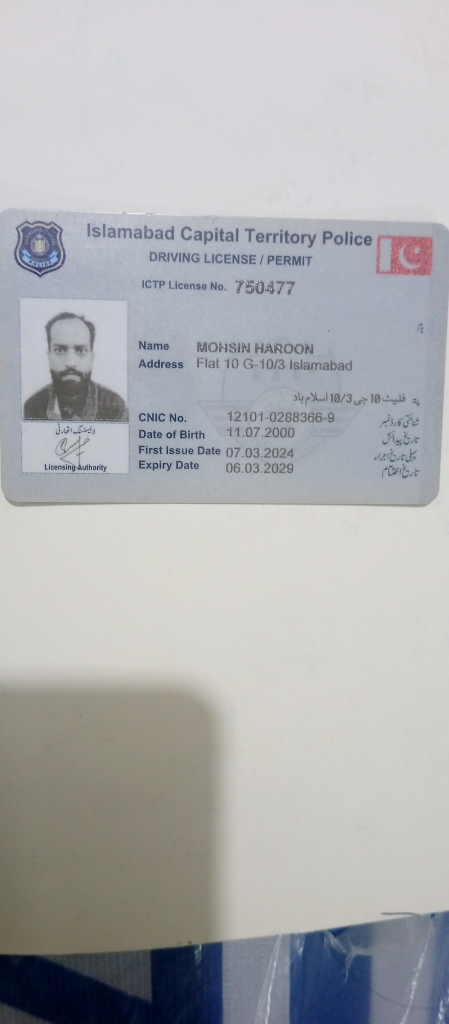 Islamabad Capital Territory Police
DRIVING LICENSE / PERMIT
ICTP License No. 750477
Name MOHSIN HAROON
Address Flat 10 G-10/3 Islamabad
پتہ فلیٹ 10 جی 10/3 اسلام آباد
CNIC No. 12101-0288366-9 شناختی کارڈ نمبر
Date of Birth 11.07.2000 تاریخ پیدائش
First Issue Date 07.03.2024 پہلی تاریخ اجراء
Expiry Date 06.03.2029 تاریخ اختتام
لائیسنسنگ اتھارٹی
Licensing Authority
POLICE